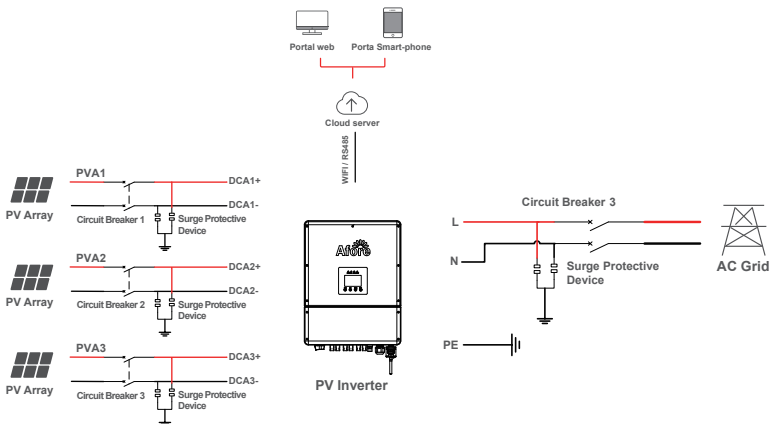 Portal web
Porta Smart-phone
Cloud server
WIFI / RS485
PVA1
DCA1+
DCA1-
PV Array
Circuit Breaker 1
Surge Protective
Device
PVA2
DCA2+
DCA2-
PV Array
Circuit Breaker 2
Surge Protective
Device
PVA3
DCA3+
DCA3-
PV Array
Circuit Breaker 3
Surge Protective
Device
Afore
PV Inverter
Circuit Breaker 3
L
N
Surge Protective
Device
AC Grid
PE